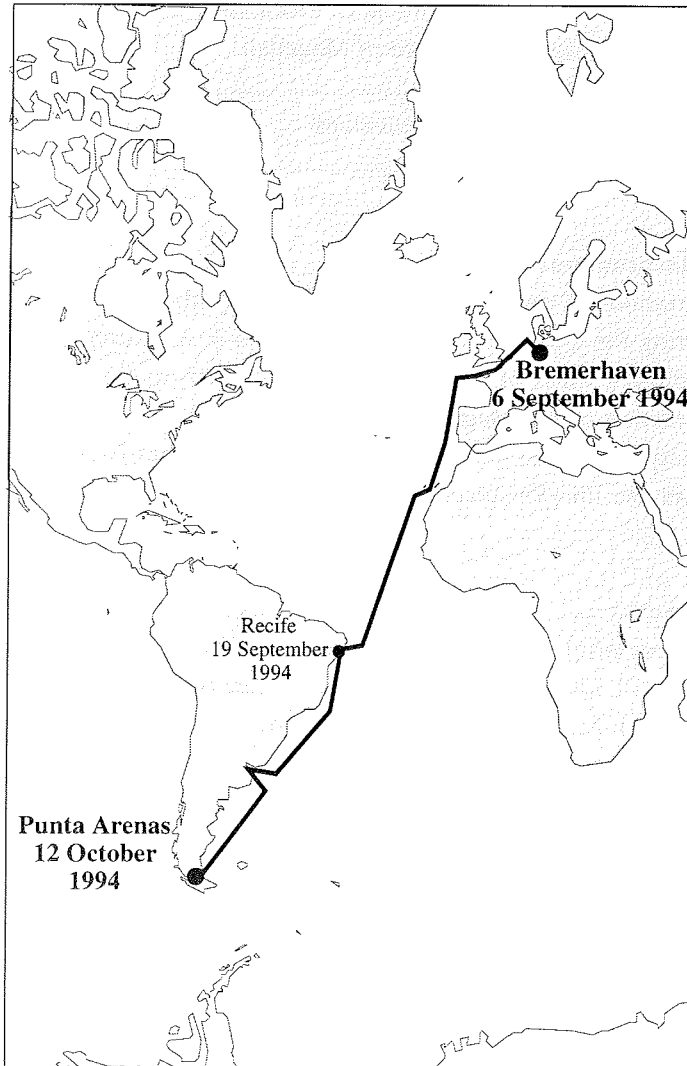 Bremerhaven
6 September 1994
Recife
19 September
1994
Punta Arenas
12 October
1994